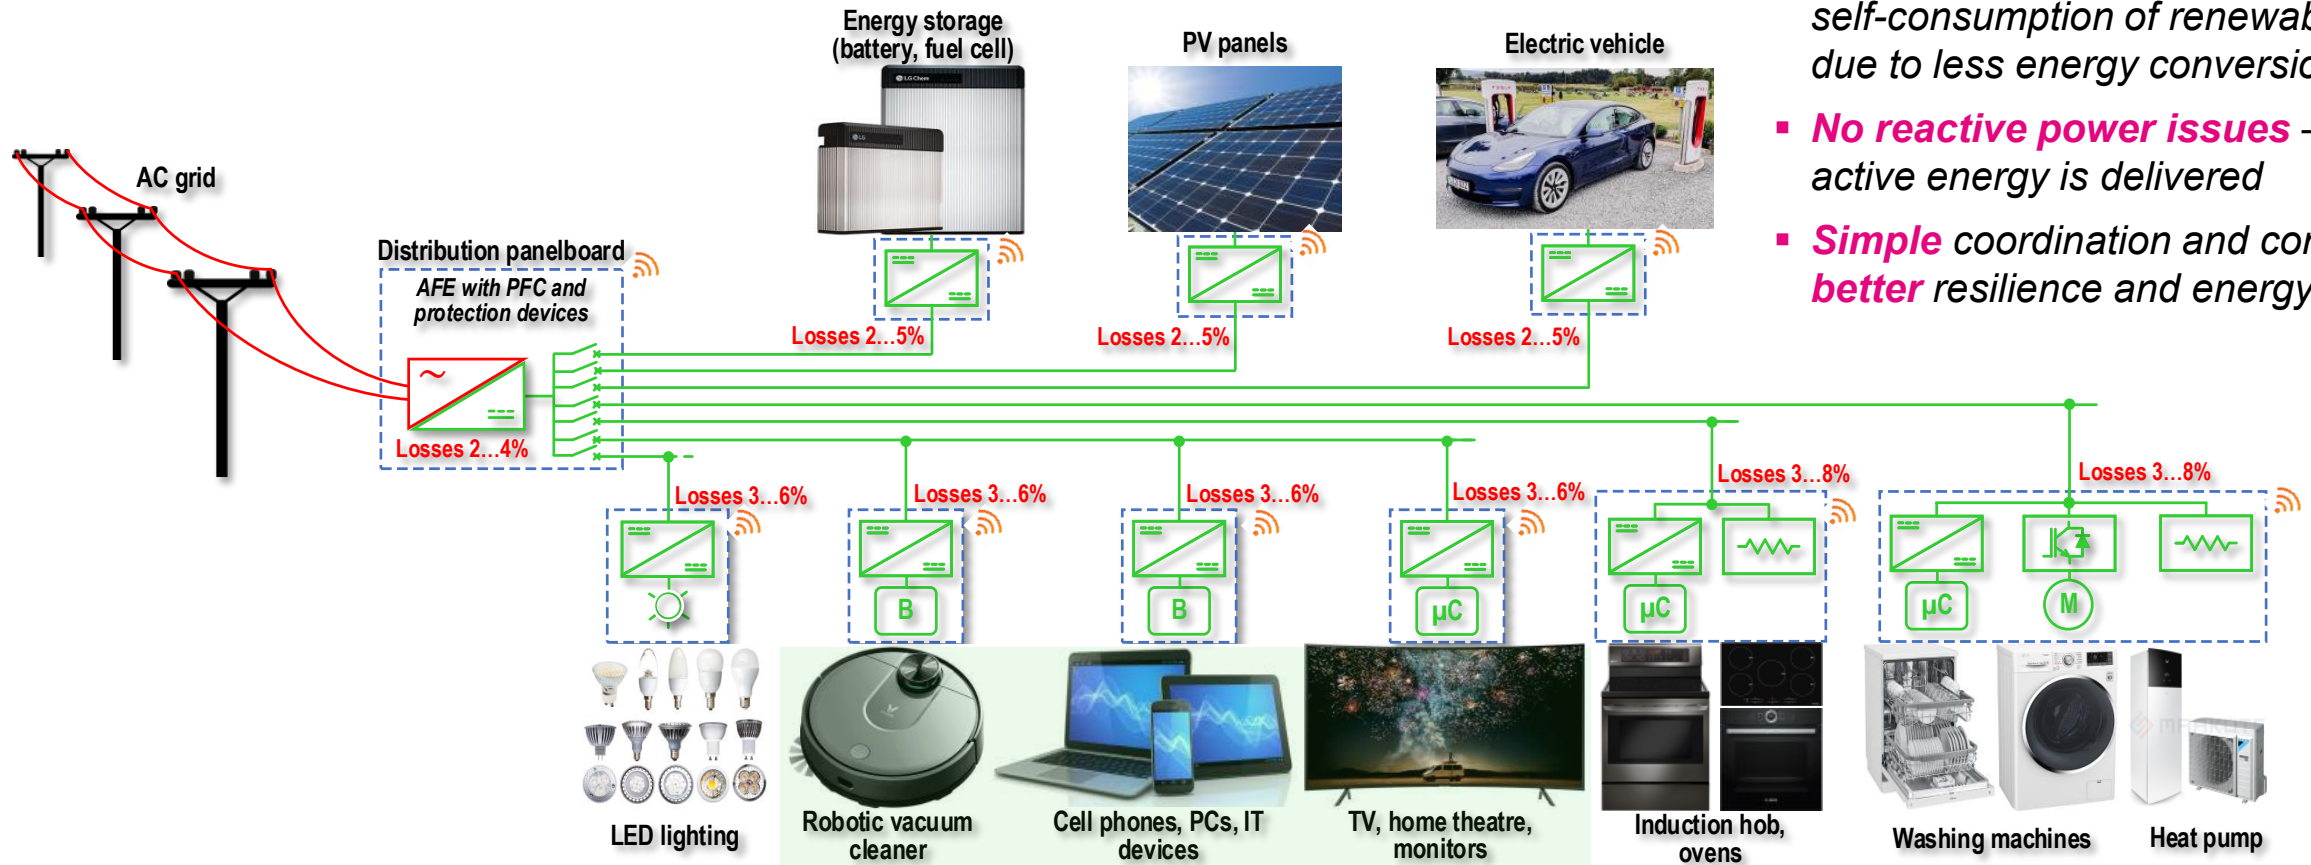 Energy storage
(battery, fuel cell)
PV panels
Electric vehicle
self-consumption of renewab
due to less energy conversio
▪ No reactive power issues -
active energy is delivered
▪ Simple coordination and con
better resilience and energy
LG Chem
LG
AC grid
Distribution panelboard
AFE with PFC and
protection devices
Losses 2...4%
Losses 2...5%
Losses 2...5%
Losses 2...5%
Losses 3...6%
Losses 3...6%
Losses 3...6%
Losses 3...6%
Losses 3...8%
Losses 3...8%
B
B
µC
µC
µC
M
LED lighting
Robotic vacuum
cleaner
Cell phones, PCs, IT
devices
TV, home theatre,
monitors
Induction hob,
ovens
Washing machines
Heat pump